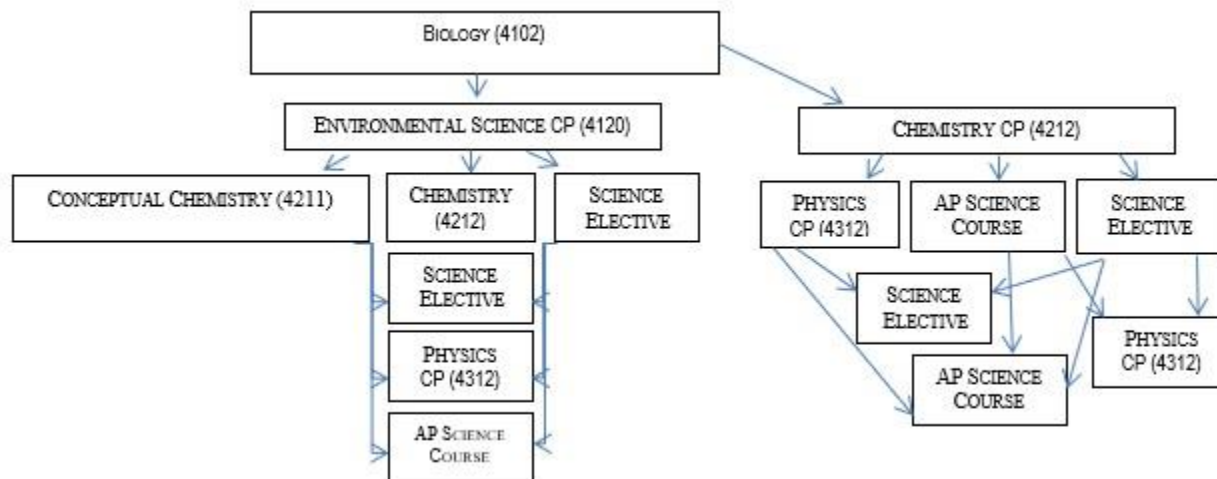 BIOLOGY (4102)
ENVIRONMENTAL SCIENCE CP (4120)
CHEMISTRY CP (4212)
CONCEPTUAL CHEMISTRY (4211)
CHEMISTRY
(4212)
SCIENCE
ELECTIVE
PHYSICS
CP (4312)
AP SCIENCE
COURSE
SCIENCE
ELECTIVE
SCIENCE
ELECTIVE
PHYSICS
CP (4312)
AP SCIENCE
COURSE
SCIENCE
ELECTIVE
PHYSICS
CP (4312)
AP SCIENCE
COURSE